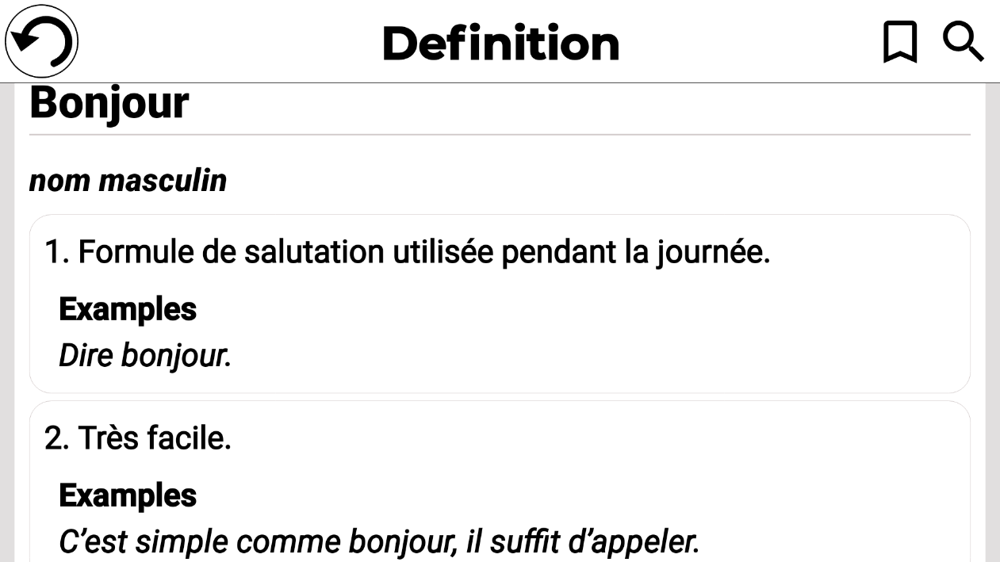 Definition
Bonjour
nom masculin
1. Formule de salutation utilisée pendant la journée.
Examples
Dire bonjour.
2. Très facile.
Examples
C’est simple comme bonjour, il suffit d’appeler.